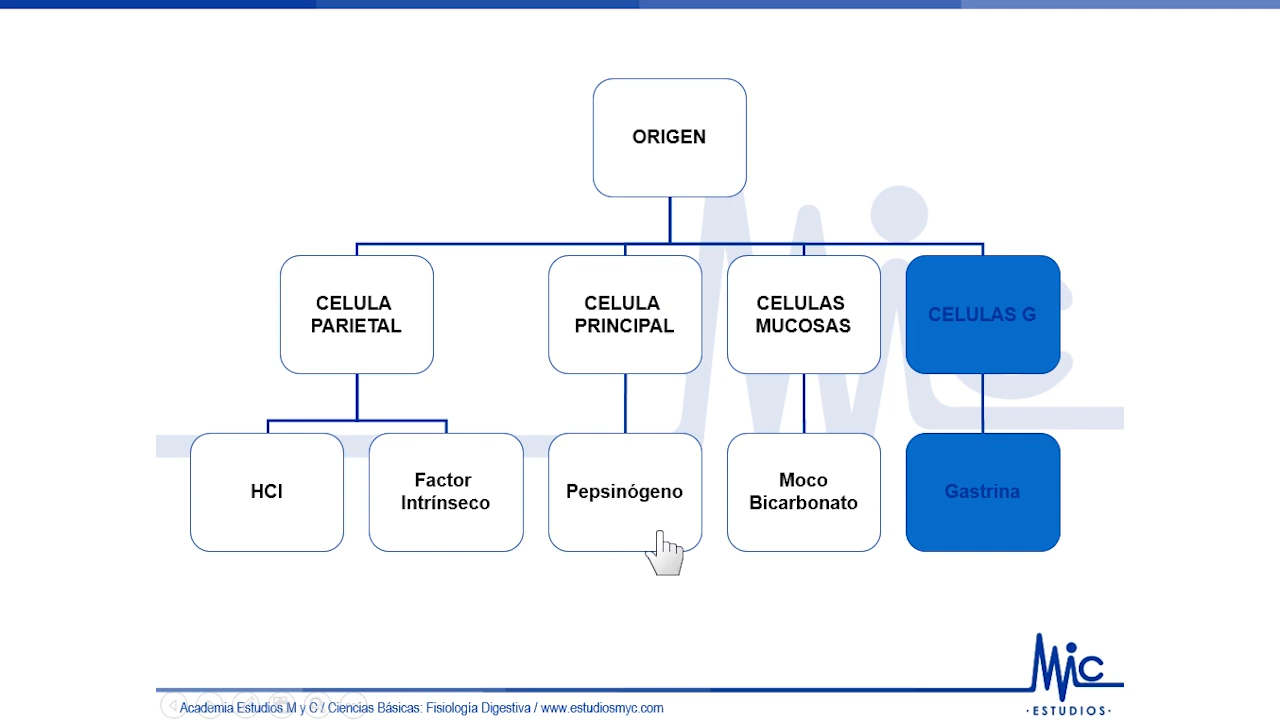 ORIGEN
CELULA
PARIETAL
CELULA
PRINCIPAL
CELULAS
MUCOSAS
CELULAS G
HCl
Factor
Intrínseco
Pepsinógeno
Moco
Bicarbonato
Gastrina
MyC
·ESTUDIOS·
Academia Estudios M y C / Ciencias Básicas: Fisiología Digestiva / www.estudiosmyc.com